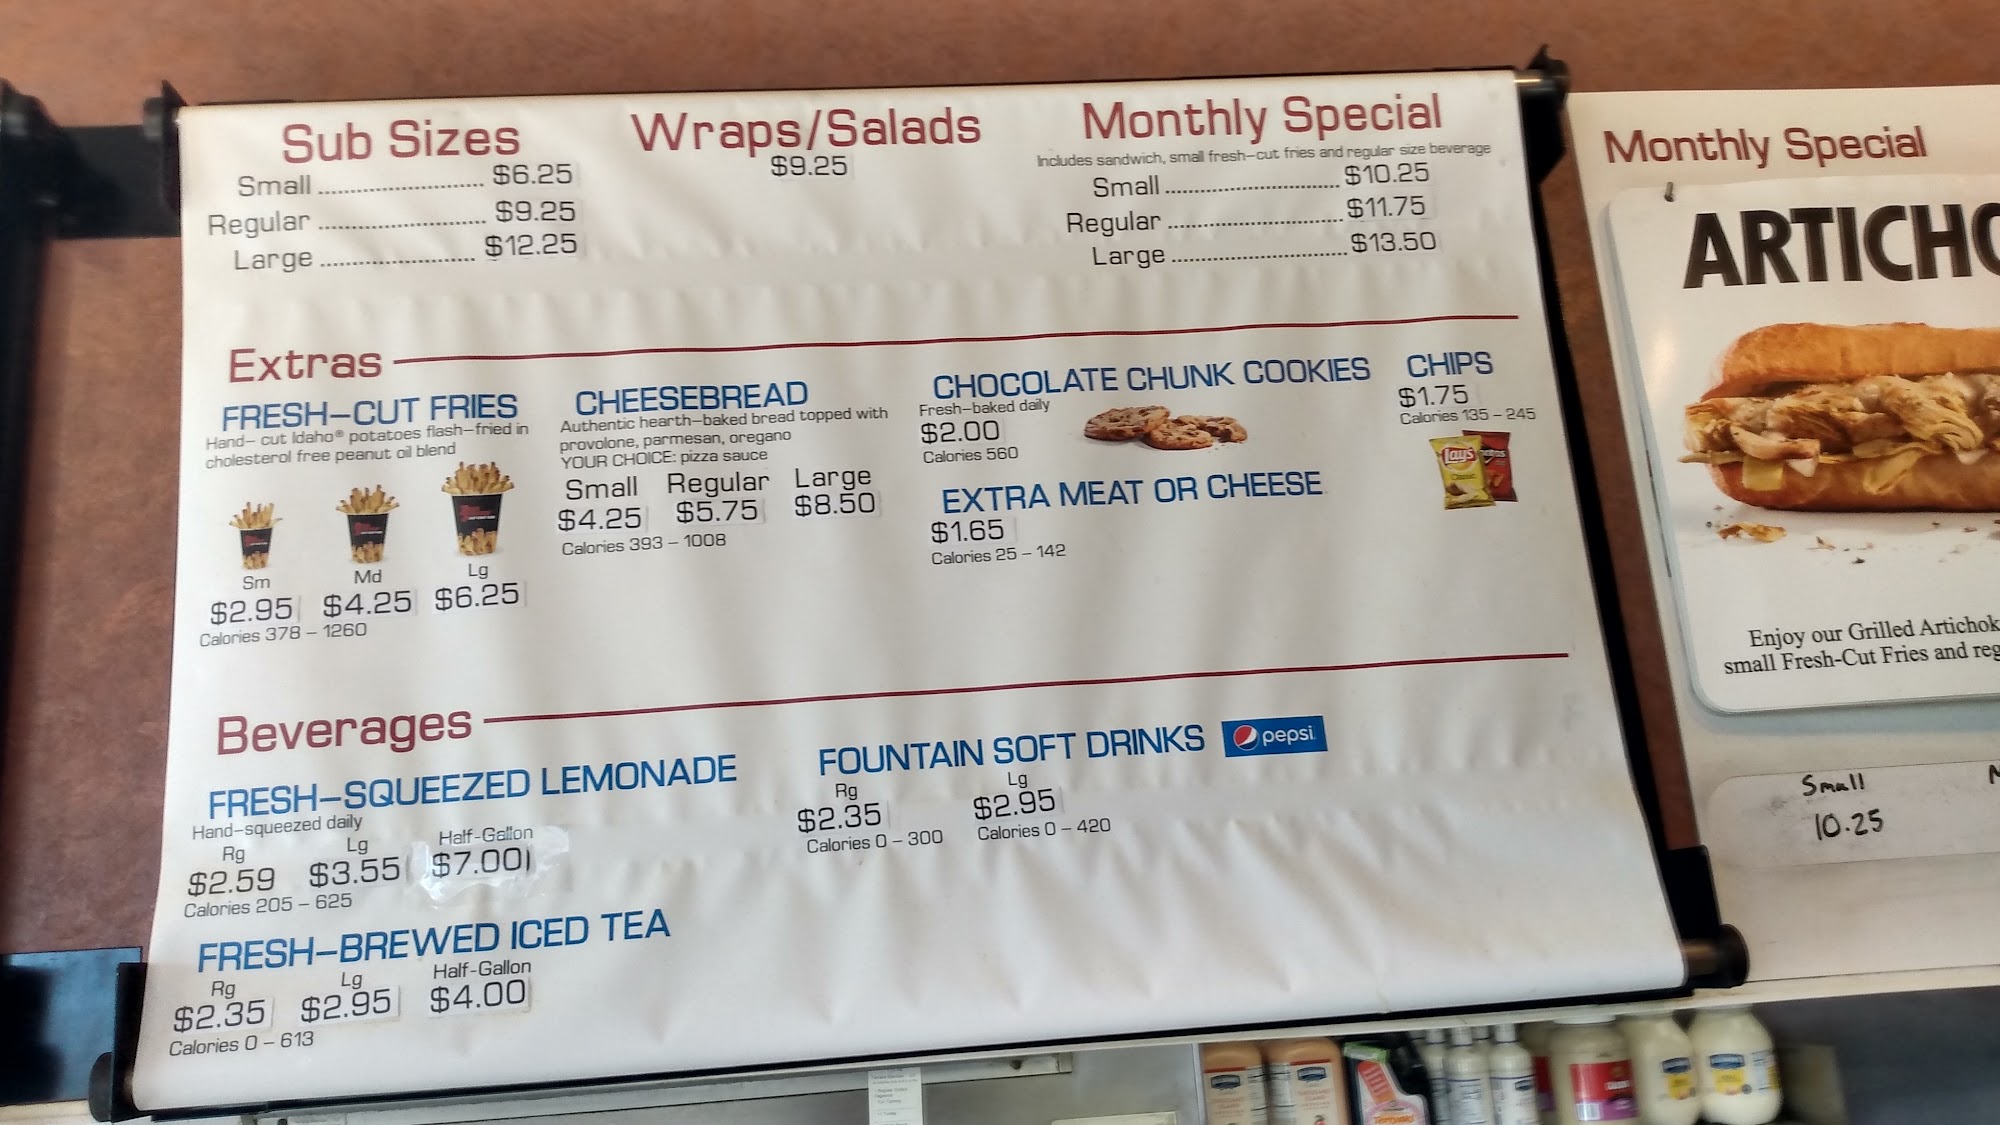 Sub Sizes
Small ........................ $6.25
Regular ........................ $9.25
Large ........................ $12.25
Wraps/Salads
$9.25
Monthly Special
Includes sandwich, small fresh-cut fries and regular size beverage
Small ........................ $10.25
Regular ........................ $11.75
Large ........................ $13.50
Extras
FRESH-CUT FRIES
Hand- cut Idaho® potatoes flash-fried in
cholesterol free peanut oil blend
Sm Md Lg
$2.95 $4.25 $6.25
Calories 378 - 1260
CHEESEBREAD
Authentic hearth-baked bread topped with
provolone, parmesan, oregano
YOUR CHOICE: pizza sauce
Small Regular Large
$4.25 $5.75 $8.50
Calories 393 - 1008
CHOCOLATE CHUNK COOKIES
Fresh-baked daily
$2.00
Calories 560
EXTRA MEAT OR CHEESE
$1.65
Calories 25 - 142
CHIPS
$1.75
Calories 135 - 245
Lay's
Classic
Beverages
FRESH-SQUEEZED LEMONADE
Hand-squeezed daily
Rg Lg Half-Gallon
$2.59 $3.55 $7.00
Calories 205 - 625
FRESH-BREWED ICED TEA
Rg Lg Half-Gallon
$2.35 $2.95 $4.00
Calories 0 - 613
FOUNTAIN SOFT DRINKS pepsi
Rg Lg
$2.35 $2.95
Calories 0 - 300 Calories 0 - 420
Monthly Special
ARTICHO
Enjoy our Grilled Artichok
small Fresh-Cut Fries and reg
Small
10.25